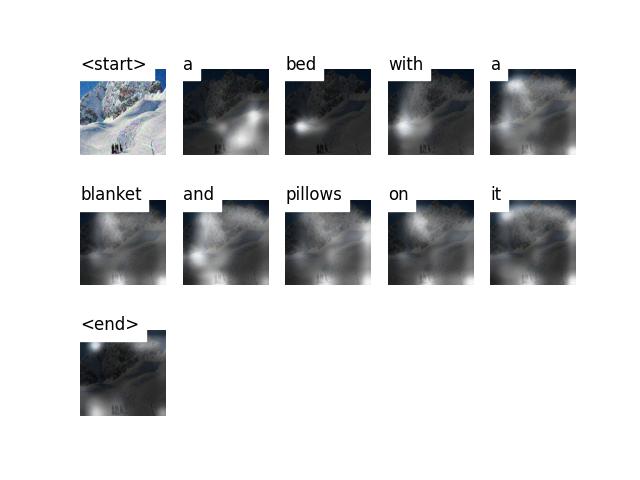 <start> a bed with a
blanket and pillows on it
<end>